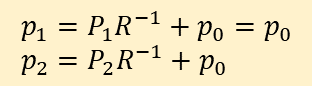 p₁ = P₁R⁻¹ + p₀ = p₀
p₂ = P₂R⁻¹ + p₀